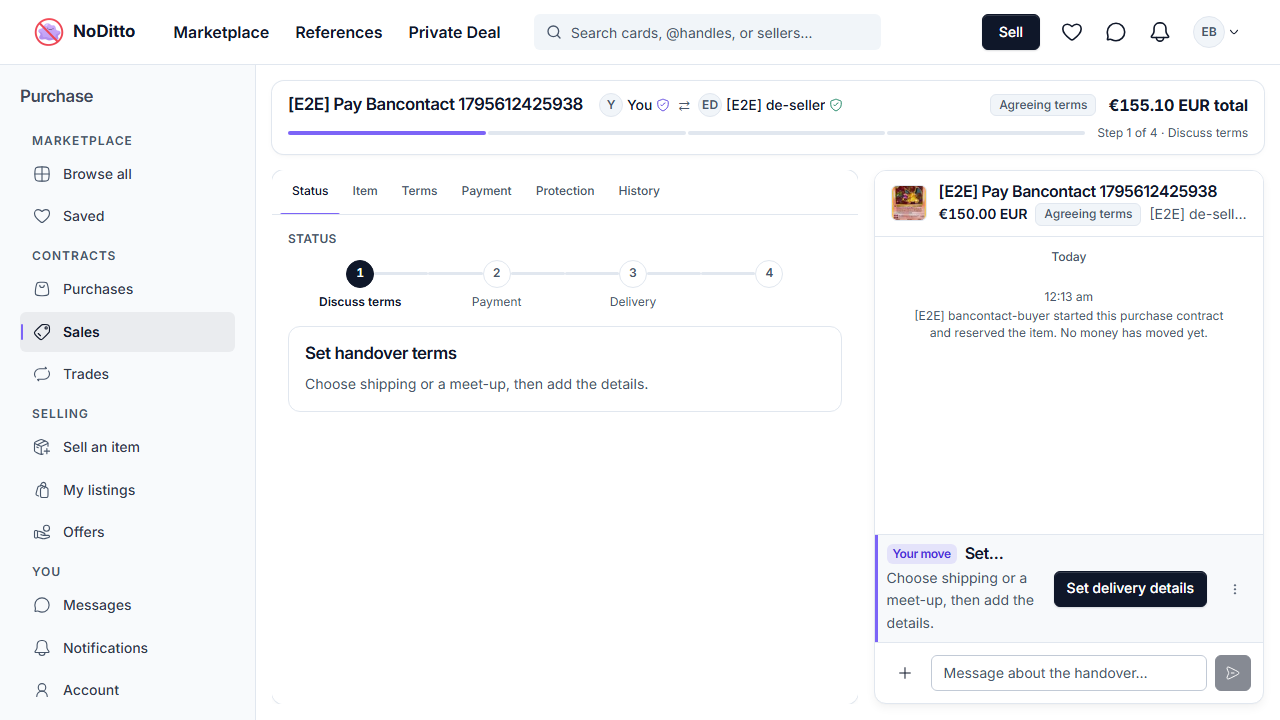 NoDitto
Marketplace
References
Private Deal
Search cards, @handles, or sellers...
Sell
EB
Purchase
MARKETPLACE
Browse all
Saved
CONTRACTS
Purchases
Sales
Trades
SELLING
Sell an item
My listings
Offers
YOU
Messages
Notifications
Account
[E2E] Pay Bancontact 1795612425938
Y You
ED [E2E] de-seller
Agreeing terms
€155.10 EUR total
Step 1 of 4 · Discuss terms
Status
Item
Terms
Payment
Protection
History
STATUS
1
2
3
4
Discuss terms
Payment
Delivery
Set handover terms
Choose shipping or a meet-up, then add the details.
[E2E] Pay Bancontact 1795612425938
€150.00 EUR
Agreeing terms
[E2E] de-sell...
Today
12:13 am
[E2E] bancontact-buyer started this purchase contract
and reserved the item. No money has moved yet.
Your move
Set...
Choose shipping or a
meet-up, then add the
details.
Set delivery details
Message about the handover...